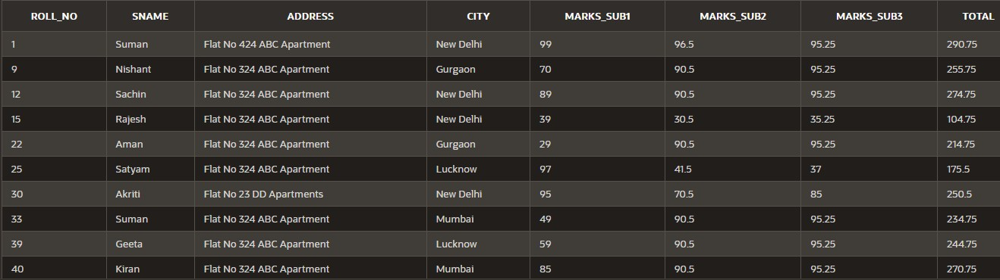 ROLL_NO SNAME ADDRESS CITY MARKS_SUB1 MARKS_SUB2 MARKS_SUB3 TOTAL
1 Suman Flat No 424 ABC Apartment New Delhi 99 96.5 95.25 290.75
9 Nishant Flat No 324 ABC Apartment Gurgaon 70 90.5 95.25 255.75
12 Sachin Flat No 324 ABC Apartment New Delhi 89 90.5 95.25 274.75
15 Rajesh Flat No 324 ABC Apartment New Delhi 39 30.5 35.25 104.75
22 Aman Flat No 324 ABC Apartment Gurgaon 29 90.5 95.25 214.75
25 Satyam Flat No 324 ABC Apartment Lucknow 97 41.5 37 175.5
30 Akriti Flat No 23 DD Apartments New Delhi 95 70.5 85 250.5
33 Suman Flat No 324 ABC Apartment Mumbai 49 90.5 95.25 234.75
39 Geeta Flat No 324 ABC Apartment Lucknow 59 90.5 95.25 244.75
40 Kiran Flat No 324 ABC Apartment Mumbai 85 90.5 95.25 270.75